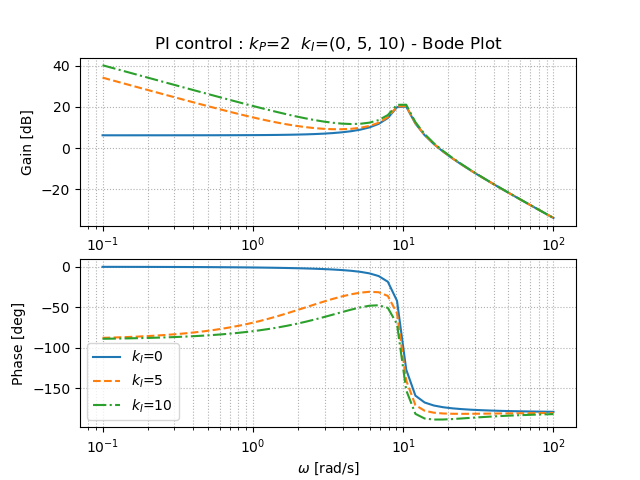 PI control : k_P=2 k_I=(0, 5, 10) - Bode Plot
Gain [dB]
40
20
0
−20
10^−1
10^0
10^1
10^2
Phase [deg]
0
−50
−100
−150
k_I=0
k_I=5
k_I=10
10^−1
10^0
10^1
10^2
ω [rad/s]